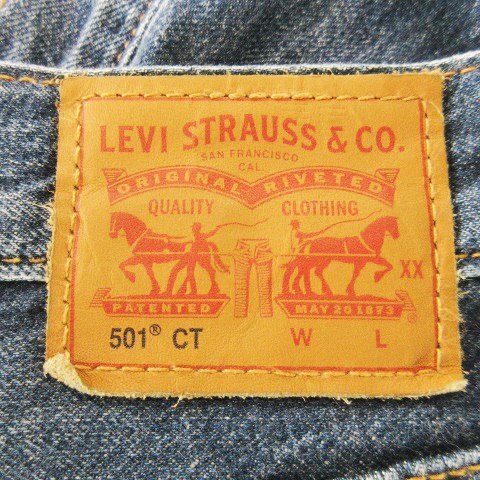 LEVI STRAUSS & CO.
SAN FRANCISCO
CAL.
ORIGINAL RIVETED
QUALITY CLOTHING
XX
PATENTED MAY 20 1873
®
501® CT W L